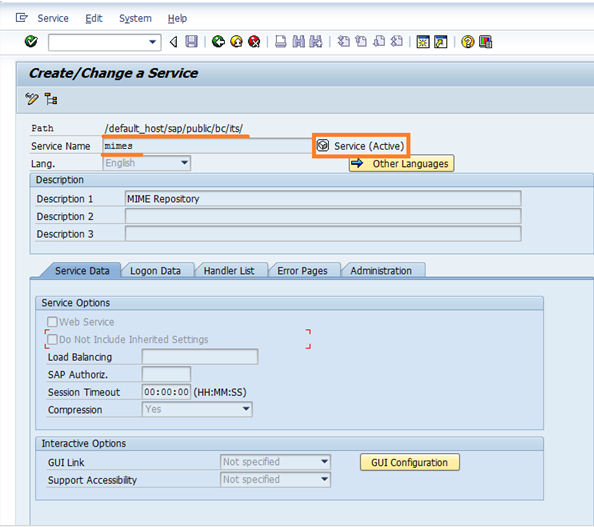 Service Edit System Help
Create/Change a Service
Path /default_host/sap/public/bc/its/
Service Name mimes Service (Active)
Lang. English Other Languages
Description
Description 1 MIME Repository
Description 2
Description 3
Service Data Logon Data Handler List Error Pages Administration
Service Options
Web Service
Do Not Include Inherited Settings
Load Balancing
SAP Authoriz.
Session Timeout 00:00:00 (HH:MM:SS)
Compression Yes
Interactive Options
GUI Link Not specified GUI Configuration
Support Accessibility Not specified